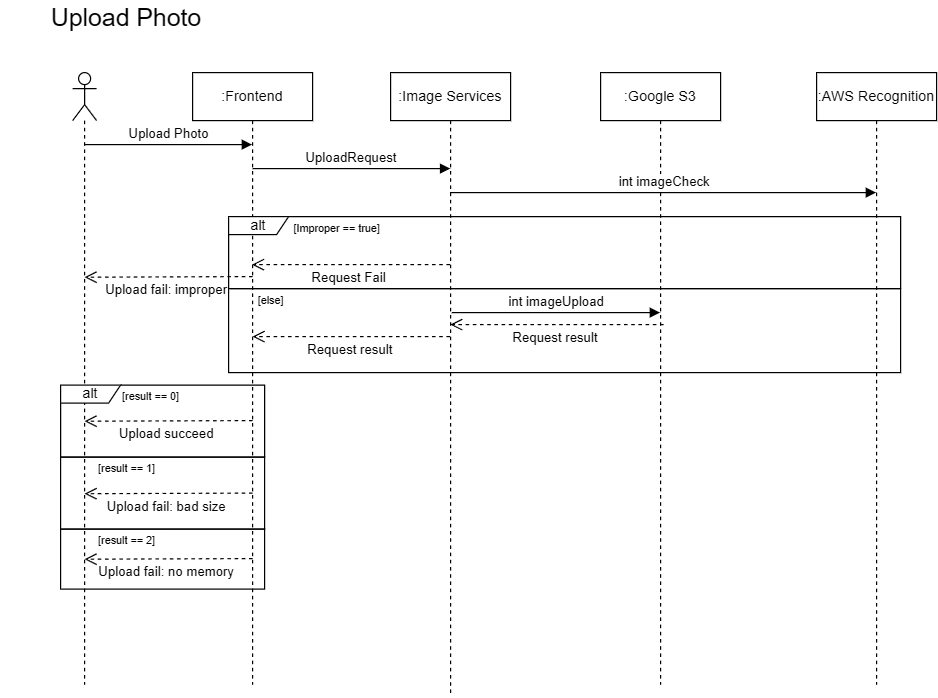 Upload Photo
:Frontend
:Image Services
:Google S3
:AWS Recognition
Upload Photo
UploadRequest
int imageCheck
alt
[Improper == true]
Request Fail
Upload fail: improper
[else]
int imageUpload
Request result
Request result
alt
[result == 0]
Upload succeed
[result == 1]
Upload fail: bad size
[result == 2]
Upload fail: no memory